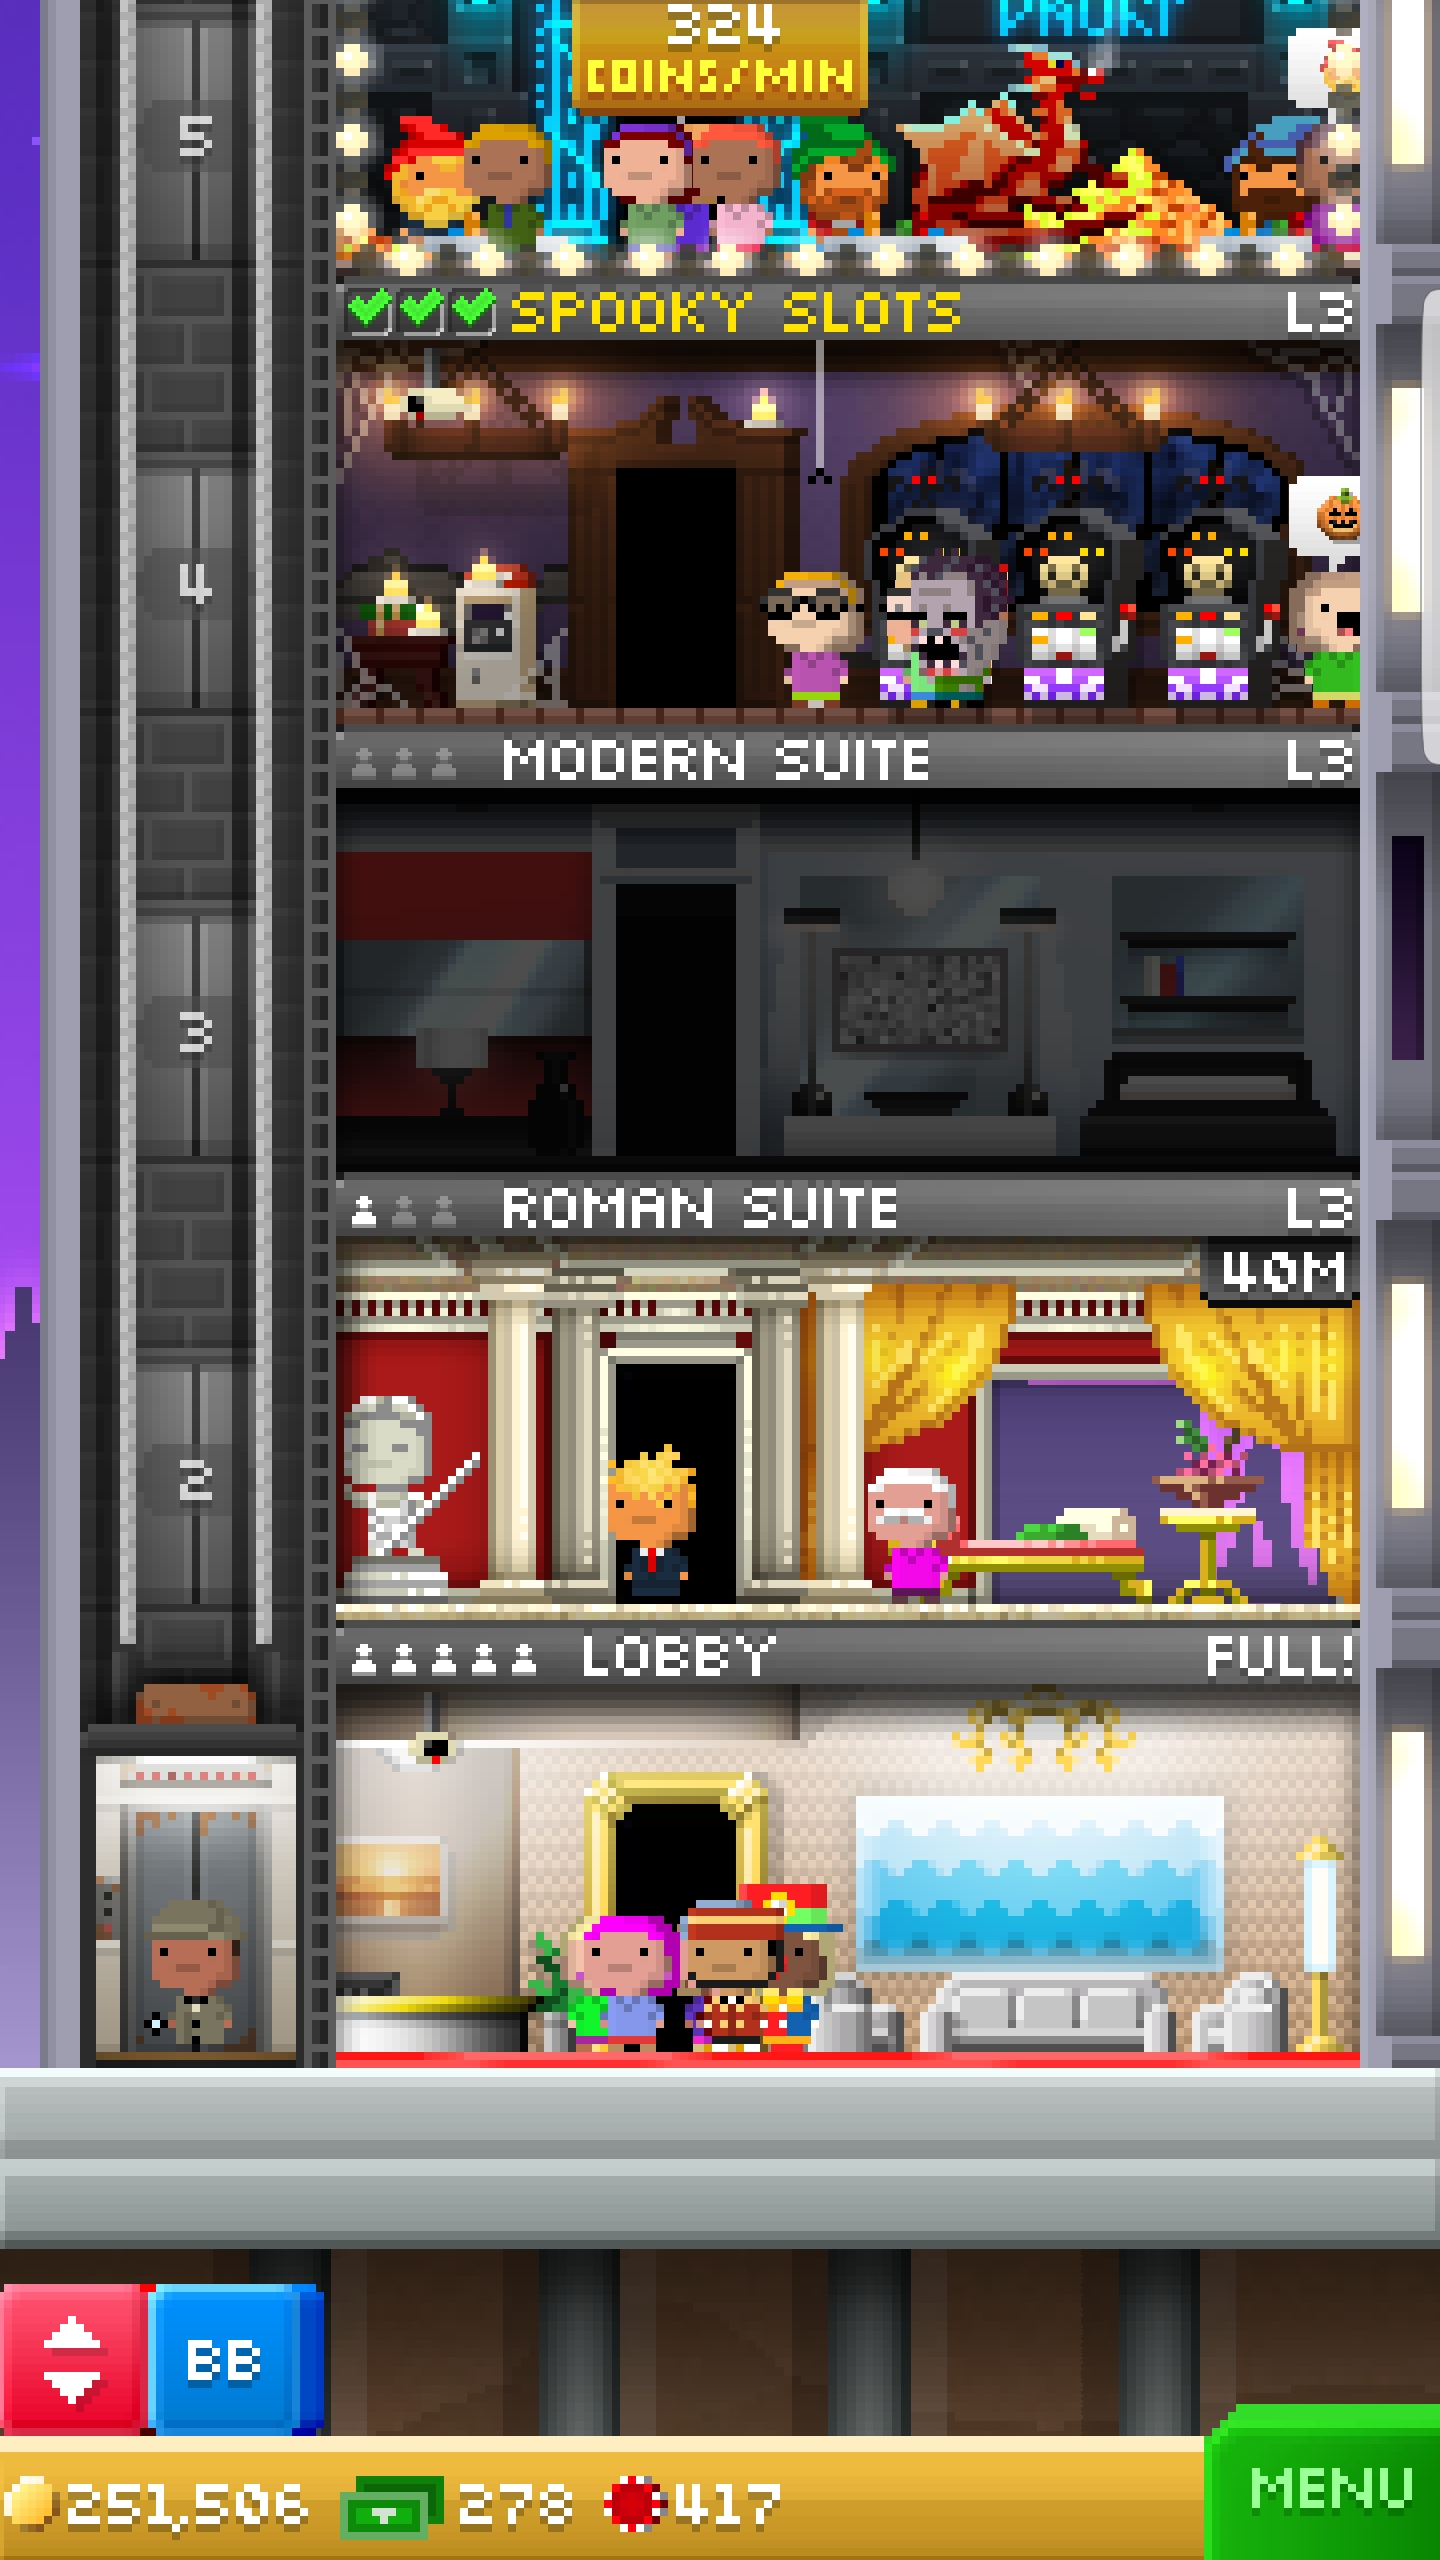 324
COINS/MIN
5
SPOOKY SLOTS L3
4
MODERN SUITE L3
3
ROMAN SUITE L3
40M
2
LOBBY FULL!
BB
251,506 278 417
MENU